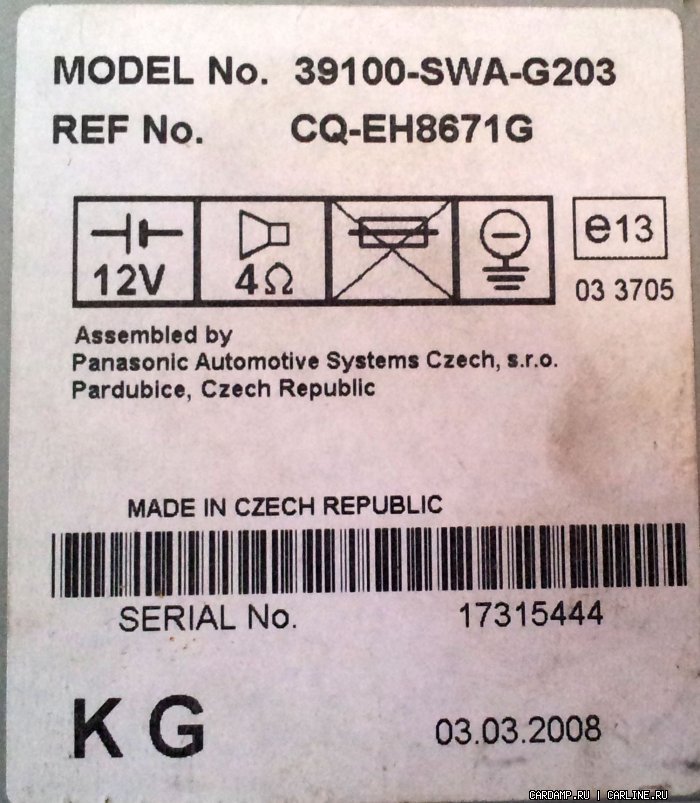 MODEL No. 39100-SWA-G203
REF No. CQ-EH8671G
12V 4Ω e13
03 3705
Assembled by
Panasonic Automotive Systems Czech, s.r.o.
Pardubice, Czech Republic
MADE IN CZECH REPUBLIC
SERIAL No. 17315444
KG 03.03.2008
CARDAMP.RU | CARLINE.RU